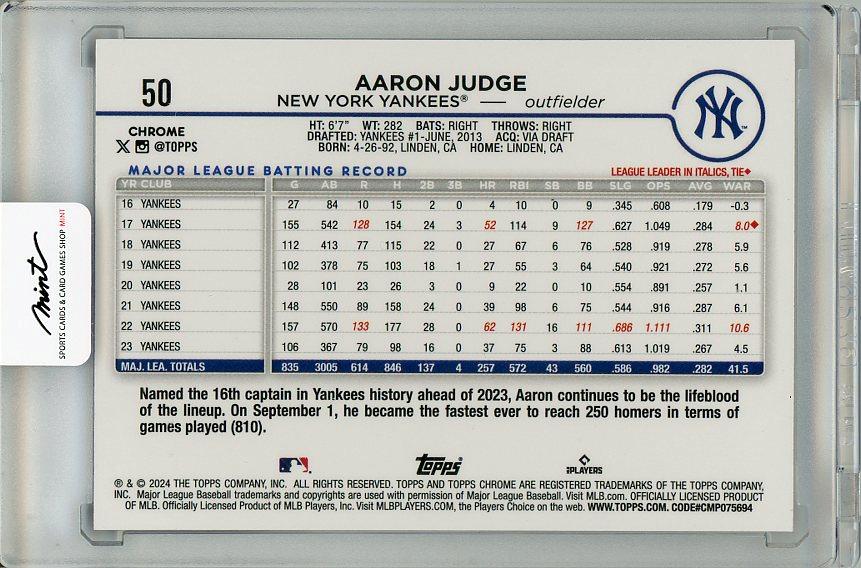 50
AARON JUDGE
NEW YORK YANKEES® — outfielder
NY
™
CHROME
X @TOPPS
HT: 6'7" WT: 282 BATS: RIGHT THROWS: RIGHT
DRAFTED: YANKEES #1-JUNE, 2013 ACQ: VIA DRAFT
BORN: 4-26-92, LINDEN, CA HOME: LINDEN, CA
MAJOR LEAGUE BATTING RECORD
LEAGUE LEADER IN ITALICS, TIE◆
YR CLUB G AB R H 2B 3B HR RBI SB BB SLG OPS AVG WAR
16 YANKEES 27 84 10 15 2 0 4 10 0 9 .345 .608 .179 -0.3
17 YANKEES 155 542 128 154 24 3 52 114 9 127 .627 1.049 .284 8.0◆
18 YANKEES 112 413 77 115 22 0 27 67 6 76 .528 .919 .278 5.9
19 YANKEES 102 378 75 103 18 1 27 55 3 64 .540 .921 .272 5.6
20 YANKEES 28 101 23 26 3 0 9 22 0 10 .554 .891 .257 1.1
21 YANKEES 148 550 89 158 24 0 39 98 6 75 .544 .916 .287 6.1
22 YANKEES 157 570 133 177 28 0 62 131 16 111 .686 1.111 .311 10.6
23 YANKEES 106 367 79 98 16 0 37 75 3 88 .613 1.019 .267 4.5
MAJ. LEA. TOTALS 835 3005 614 846 137 4 257 572 43 560 .586 .982 .282 41.5
Named the 16th captain in Yankees history ahead of 2023, Aaron continues to be the lifeblood
of the lineup. On September 1, he became the fastest ever to reach 250 homers in terms of
games played (810).
topps
PLAYERS
® & © 2024 THE TOPPS COMPANY, INC. ALL RIGHTS RESERVED. TOPPS AND TOPPS CHROME ARE REGISTERED TRADEMARKS OF THE TOPPS COMPANY,
INC. Major League Baseball trademarks and copyrights are used with permission of Major League Baseball. Visit MLB.com. OFFICIALLY LICENSED PRODUCT
OF MLB. Officially Licensed Product of MLB Players, Inc. Visit MLBPLAYERS.COM, the Players Choice on the web. WWW.TOPPS.COM. CODE#CMP075694
mint
SPORTS CARDS & CARD GAMES SHOP MINT